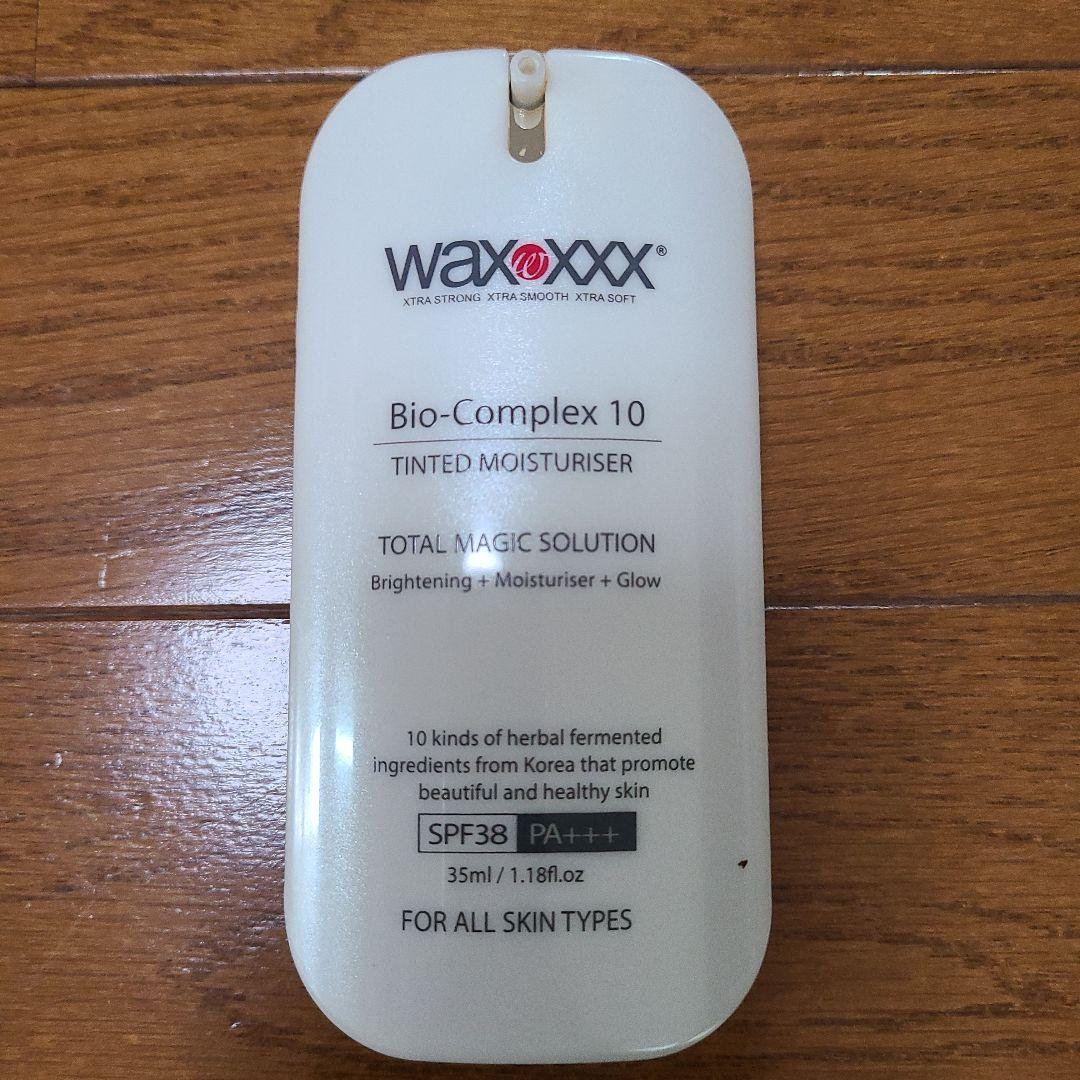 waxwxxx®
XTRA STRONG XTRA SMOOTH XTRA SOFT
Bio-Complex 10
TINTED MOISTURISER
TOTAL MAGIC SOLUTION
Brightening + Moisturiser + Glow
10 kinds of herbal fermented
ingredients from Korea that promote
beautiful and healthy skin
SPF38 PA+++
35ml / 1.18fl.oz
FOR ALL SKIN TYPES